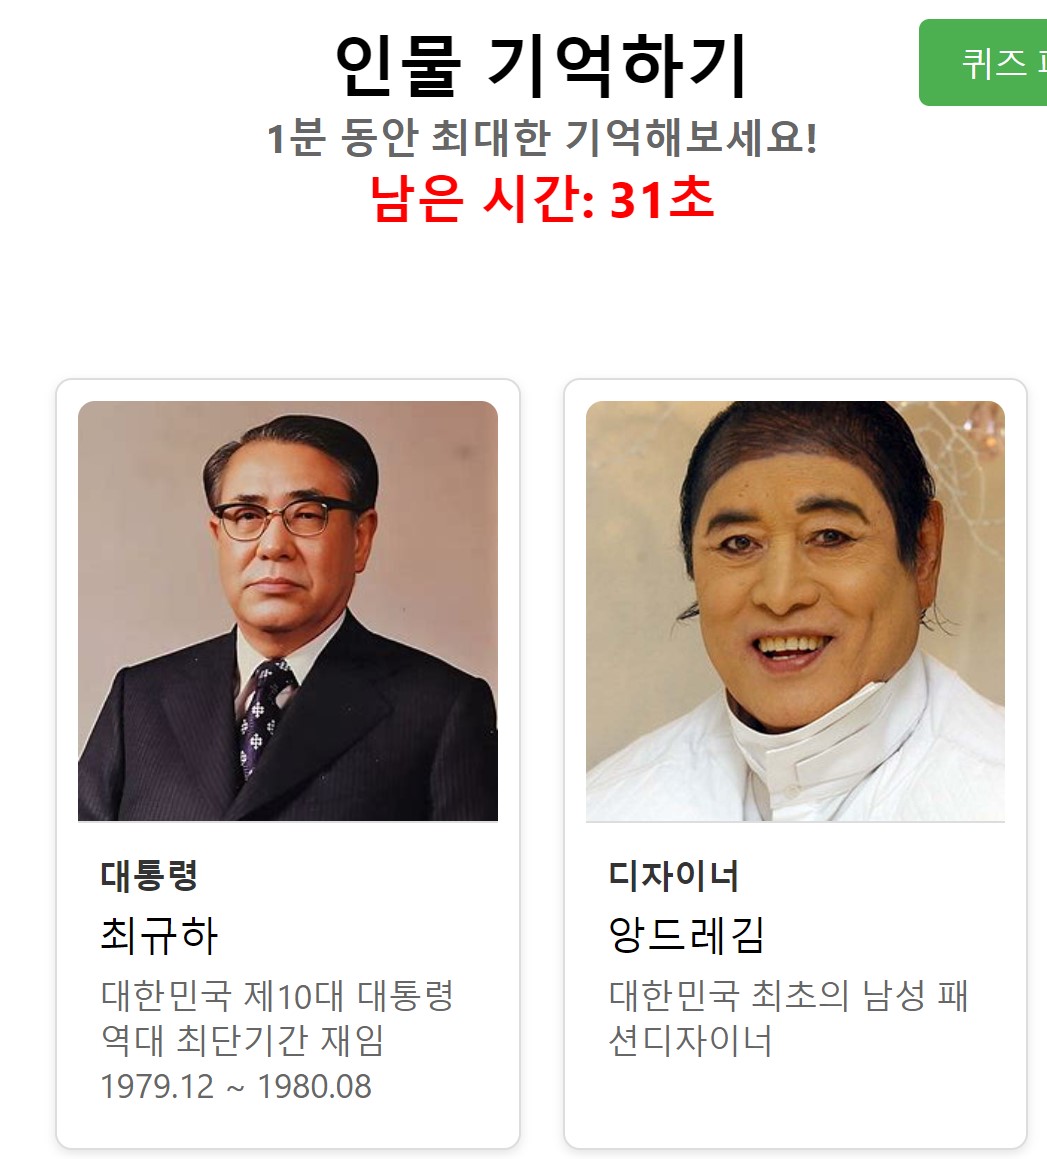 인물 기억하기
퀴즈
1분 동안 최대한 기억해보세요!
남은 시간: 31초
대통령
최규하
대한민국 제10대 대통령
역대 최단기간 재임
1979.12 ~ 1980.08
디자이너
앙드레김
대한민국 최초의 남성 패
션디자이너